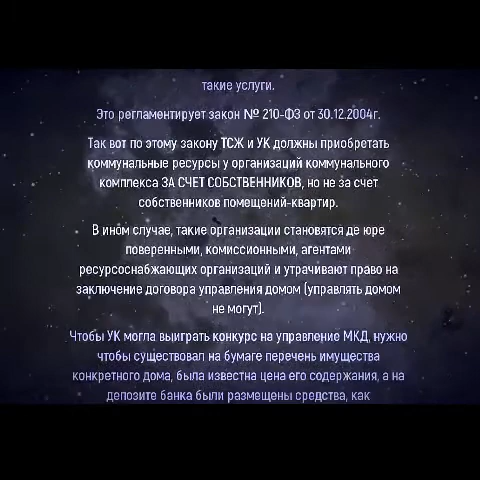 такие услуги.
Это регламентирует закон № 210-ФЗ от 30.12.2004г.
Так вот по этому закону ТСЖ и УК должны приобретать
коммунальные ресурсы у организаций коммунального
комплекса ЗА СЧЕТ СОБСТВЕННИКОВ, но не за счет
собственников помещений-квартир.
В ином случае, такие организации становятся де юре
поверенными, комиссионными, агентами
ресурсоснабжающих организаций и утрачивают право на
заключение договора управления домом (управлять домом
не могут).
Чтобы УК могла выиграть конкурс на управление МКД, нужно
чтобы существовал на бумаге перечень имущества
конкретного дома, была известна цена его содержания, а на
депозите банка были размещены средства, как